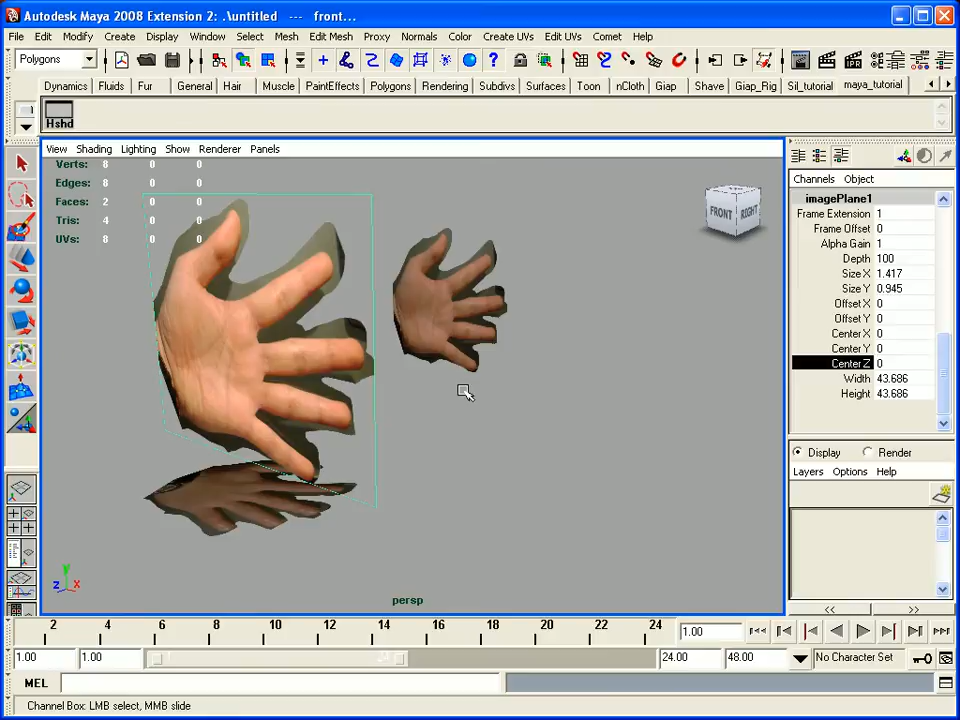 Autodesk Maya 2008 Extension 2: .\untitled --- front...
File Edit Modify Create Display Window Select Mesh Edit Mesh Proxy Normals Color Create UVs Edit UVs Comet Help
Polygons
Dynamics Fluids Fur General Hair Muscle PaintEffects Polygons Rendering Subdivs Surfaces Toon nCloth Giap Shave Giap_Rig Sil_tutorial maya_tutorial
Hshd
View Shading Lighting Show Renderer Panels
Verts: 8 0 0
Edges: 8 0 0
Faces: 2 0 0
Tris: 4 0 0
UVs: 8 0 0
FRONT RIGHT
y
z x
persp
Channels Object
imagePlane1
Frame Extension 1
Frame Offset 0
Alpha Gain 1
Depth 100
Size X 1.417
Size Y 0.945
Offset X 0
Offset Y 0
Center X 0
Center Y 0
Center Z 0
Width 43.686
Height 43.686
Display Render
Layers Options Help
<< >>
2 4 6 8 10 12 14 16 18 20 22 24
1.00
1.00 1.00 24.00 48.00 No Character Set
MEL
Channel Box: LMB select, MMB slide